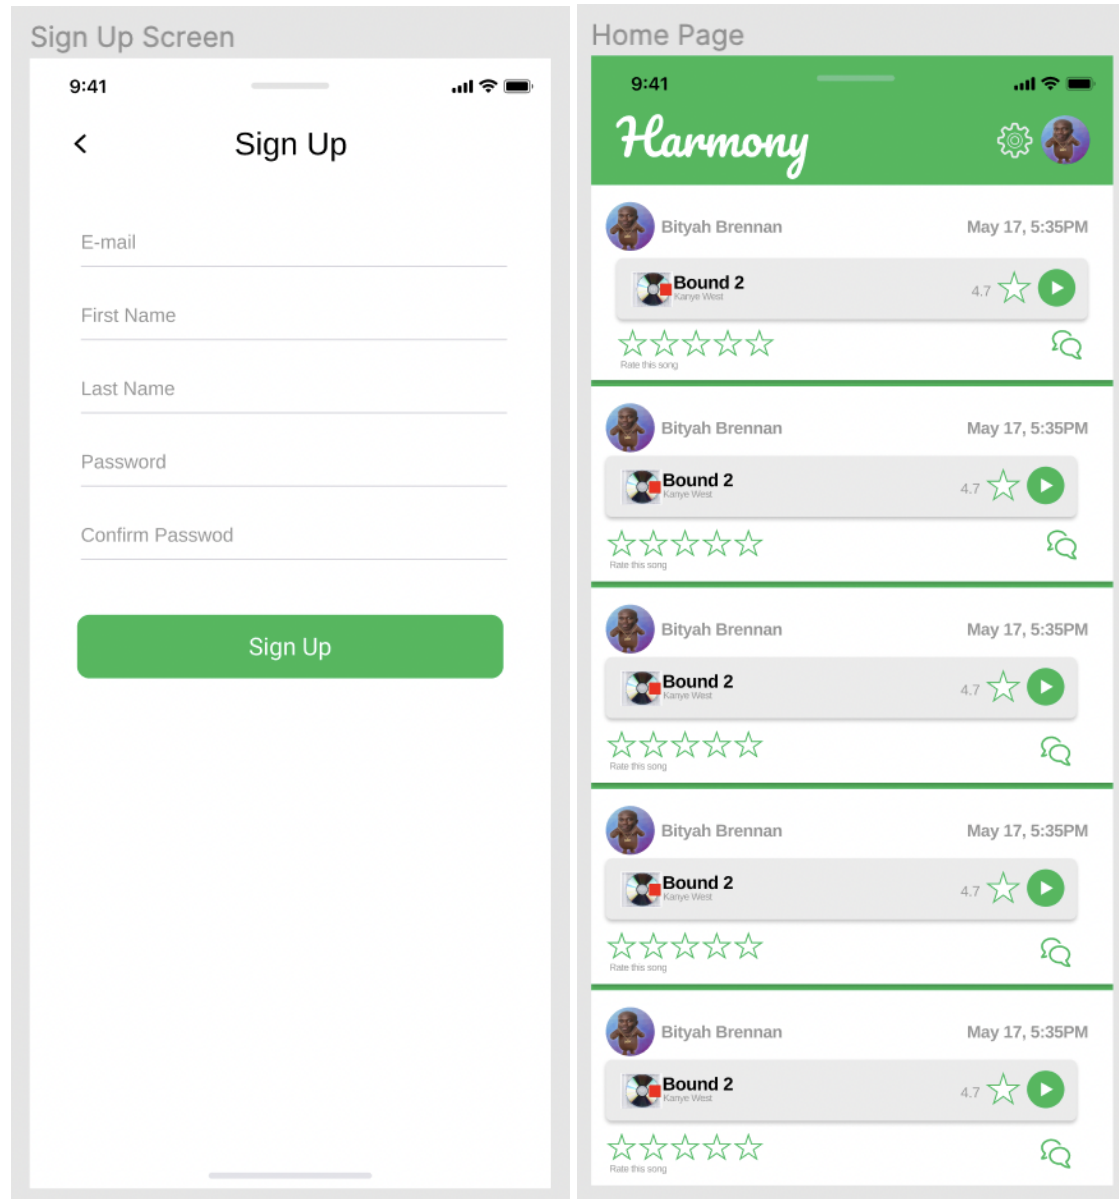 Sign Up Screen
9:41
Sign Up
E-mail
First Name
Last Name
Password
Confirm Passwod
Sign Up
Home Page
9:41
Harmony
Bityah Brennan May 17, 5:35PM
Bound 2
Kanye West
4.7
Rate this song
Bityah Brennan May 17, 5:35PM
Bound 2
Kanye West
4.7
Rate this song
Bityah Brennan May 17, 5:35PM
Bound 2
Kanye West
4.7
Rate this song
Bityah Brennan May 17, 5:35PM
Bound 2
Kanye West
4.7
Rate this song
Bityah Brennan May 17, 5:35PM
Bound 2
Kanye West
4.7
Rate this song